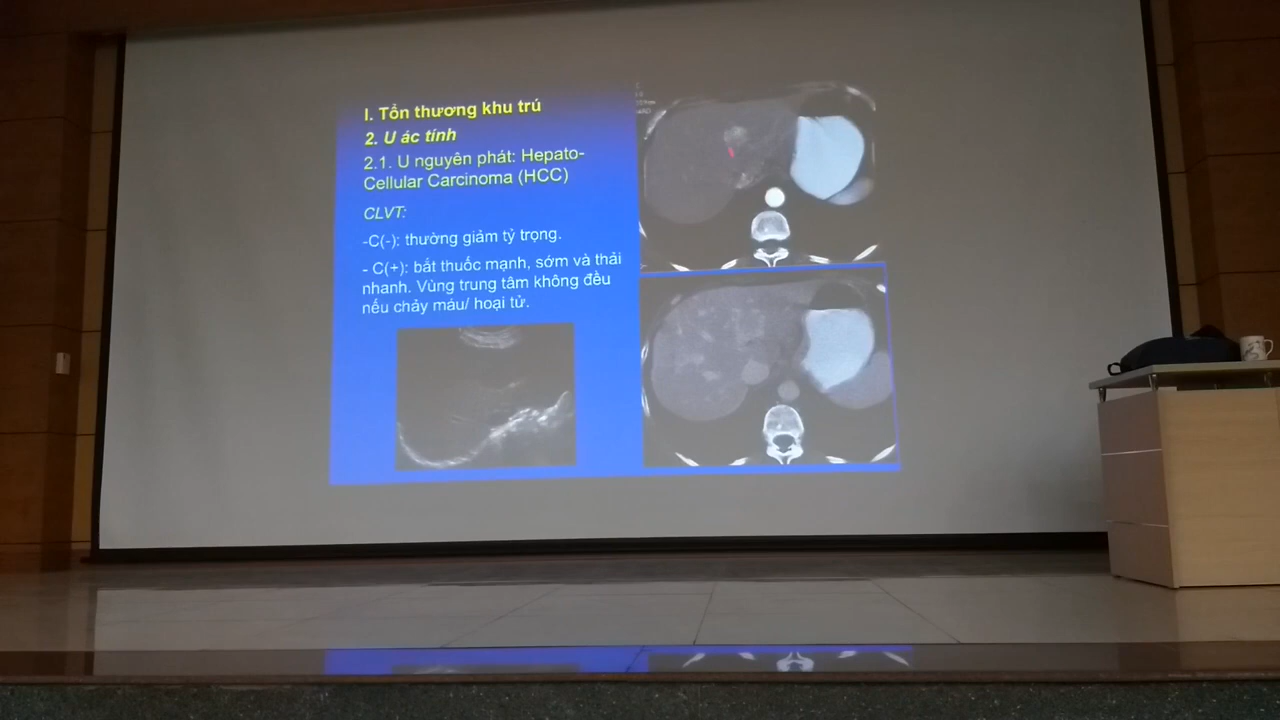 I. Tổn thương khu trú
2. U ác tính
2.1. U nguyên phát: Hepato-
Cellular Carcinoma (HCC)
CLVT:
-C(-): thường giảm tỷ trọng.
- C(+): bắt thuốc mạnh, sớm và thải
nhanh. Vùng trung tâm không đều
nếu chảy máu/ hoại tử.